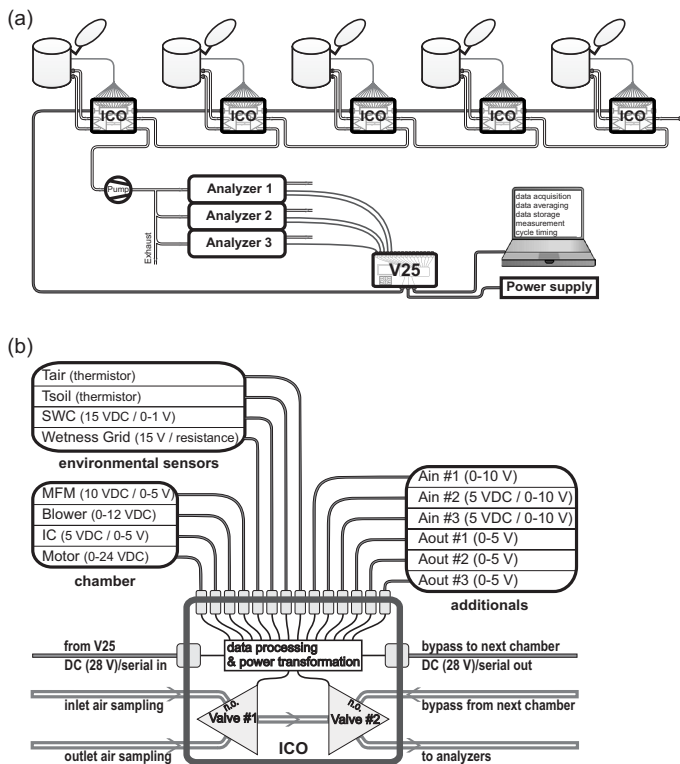 (a)
ICO
ICO
ICO
ICO
ICO
Pump
Exhaust
Analyzer 1
Analyzer 2
Analyzer 3
V25
data acquisition
data averaging
data storage
measurement
cycle timing
Power supply
(b)
Tair (thermistor)
Tsoil (thermistor)
SWC (15 VDC / 0-1 V)
Wetness Grid (15 V / resistance)
environmental sensors
MFM (10 VDC / 0-5 V)
Blower (0-12 VDC)
IC (5 VDC / 0-5 V)
Motor (0-24 VDC)
chamber
Ain #1 (0-10 V)
Ain #2 (5 VDC / 0-10 V)
Ain #3 (5 VDC / 0-10 V)
Aout #1 (0-5 V)
Aout #2 (0-5 V)
Aout #3 (0-5 V)
additionals
from V25
DC (28 V)/serial in
data processing
& power transformation
bypass to next chamber
DC (28 V)/serial out
inlet air sampling
n.o.
Valve #1
n.o.
Valve #2
bypass from next chamber
outlet air sampling
ICO
to analyzers